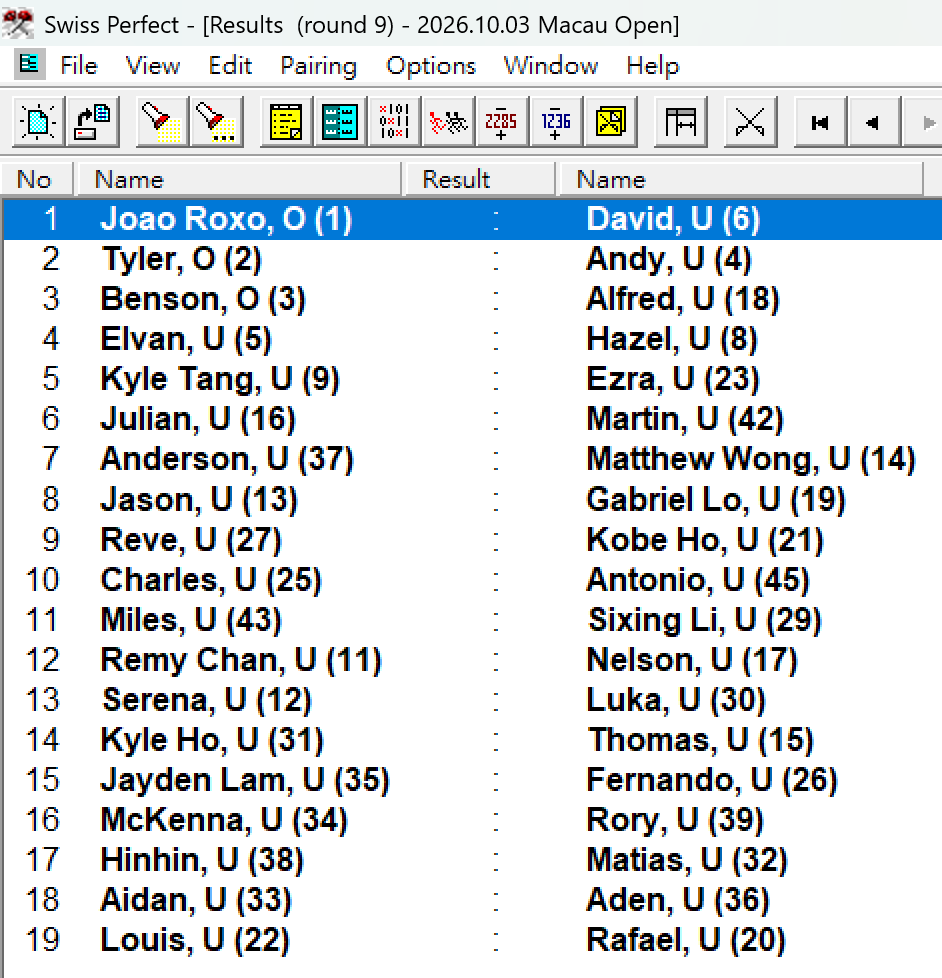 Swiss Perfect - [Results (round 9) - 2026.10.03 Macau Open]
File View Edit Pairing Options Window Help
No Name Result Name
1 Joao Roxo, O (1) : David, U (6)
2 Tyler, O (2) : Andy, U (4)
3 Benson, O (3) : Alfred, U (18)
4 Elvan, U (5) : Hazel, U (8)
5 Kyle Tang, U (9) : Ezra, U (23)
6 Julian, U (16) : Martin, U (42)
7 Anderson, U (37) : Matthew Wong, U (14)
8 Jason, U (13) : Gabriel Lo, U (19)
9 Reve, U (27) : Kobe Ho, U (21)
10 Charles, U (25) : Antonio, U (45)
11 Miles, U (43) : Sixing Li, U (29)
12 Remy Chan, U (11) : Nelson, U (17)
13 Serena, U (12) : Luka, U (30)
14 Kyle Ho, U (31) : Thomas, U (15)
15 Jayden Lam, U (35) : Fernando, U (26)
16 McKenna, U (34) : Rory, U (39)
17 Hinhin, U (38) : Matias, U (32)
18 Aidan, U (33) : Aden, U (36)
19 Louis, U (22) : Rafael, U (20)